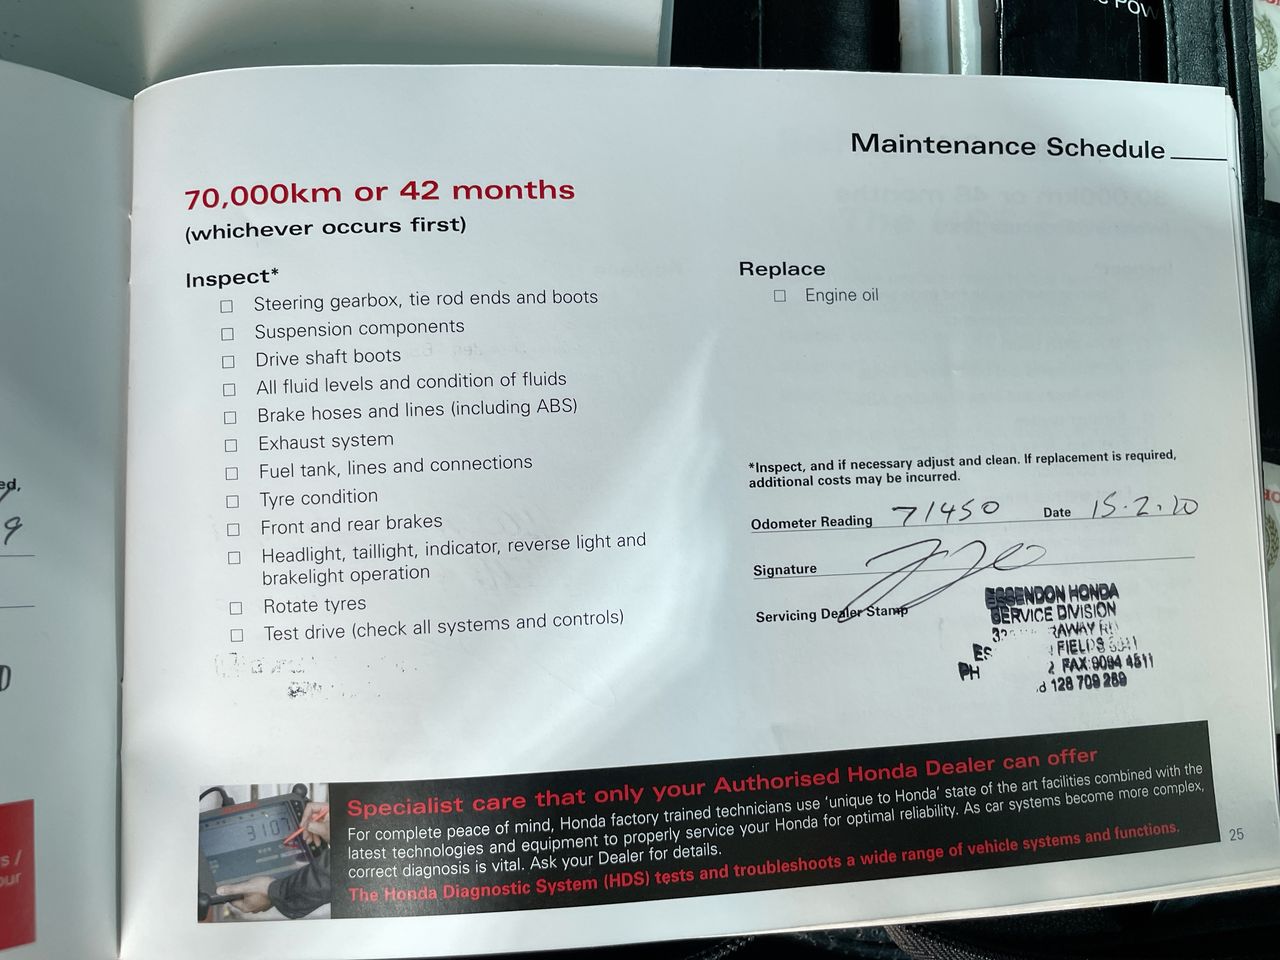 POW
Maintenance Schedule
70,000km or 42 months
(whichever occurs first)
Inspect*
Steering gearbox, tie rod ends and boots
Suspension components
Drive shaft boots
All fluid levels and condition of fluids
Brake hoses and lines (including ABS)
Exhaust system
Fuel tank, lines and connections
Tyre condition
Front and rear brakes
Headlight, taillight, indicator, reverse light and
brakelight operation
Rotate tyres
Test drive (check all systems and controls)
Replace
Engine oil
*Inspect, and if necessary adjust and clean. If replacement is required,
additional costs may be incurred.
Odometer Reading 71450 Date 15.2.20
Signature
Servicing Dealer Stamp
ESSENDON HONDA
SERVICE DIVISION
FIELDS 3041
PH FAX:9094 4511
128 709 289
Specialist care that only your Authorised Honda Dealer can offer
For complete peace of mind, Honda factory trained technicians use 'unique to Honda' state of the art facilities combined with the
latest technologies and equipment to properly service your Honda for optimal reliability. As car systems become more complex,
correct diagnosis is vital. Ask your Dealer for details.
The Honda Diagnostic System (HDS) tests and troubleshoots a wide range of vehicle systems and functions.
3107
25